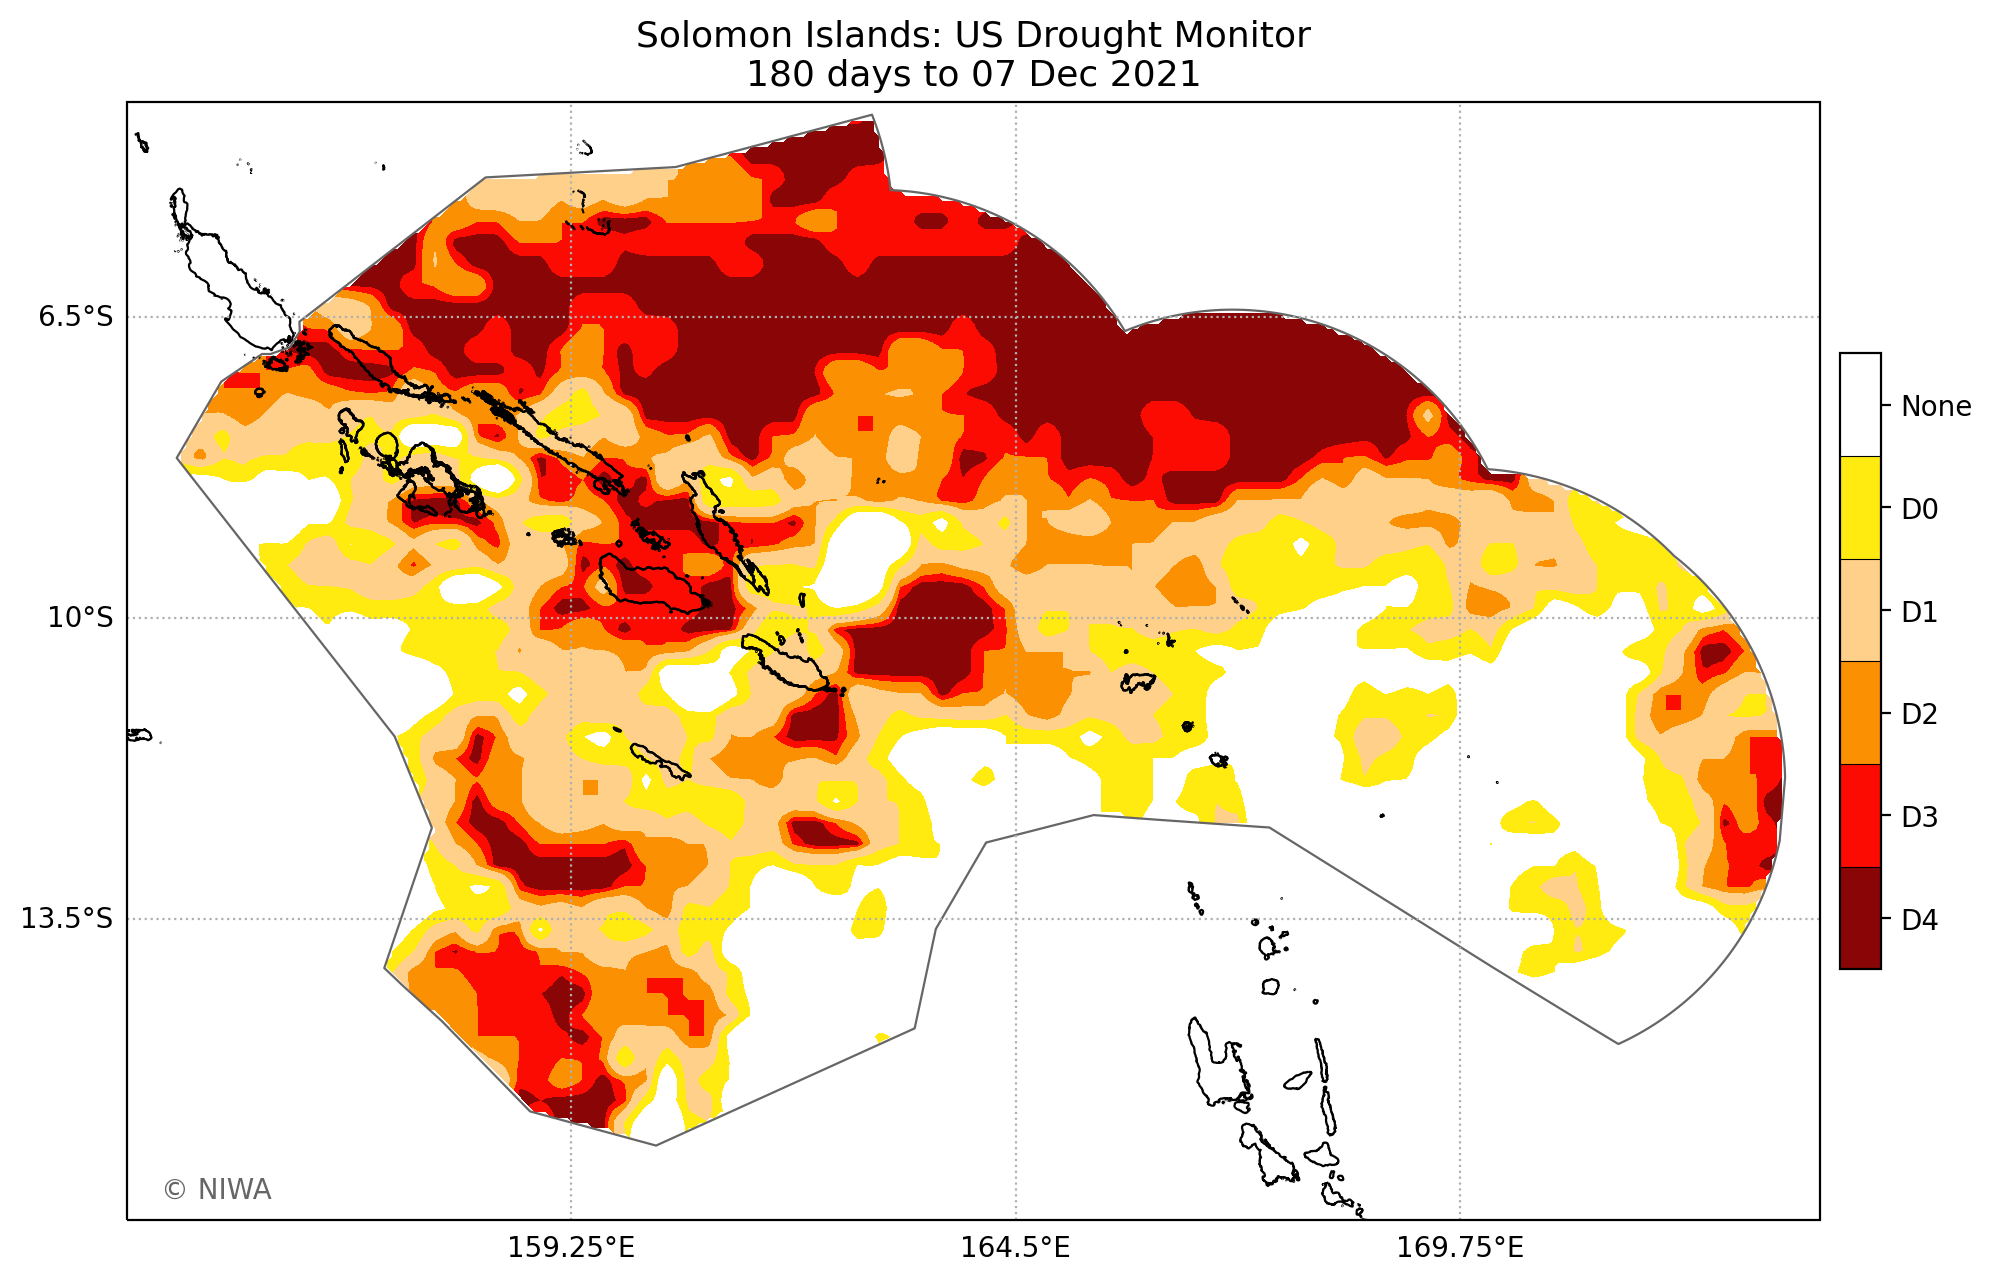 Solomon Islands: US Drought Monitor
180 days to 07 Dec 2021
6.5°S
10°S
13.5°S
159.25°E
164.5°E
169.75°E
None
D0
D1
D2
D3
D4
© NIWA